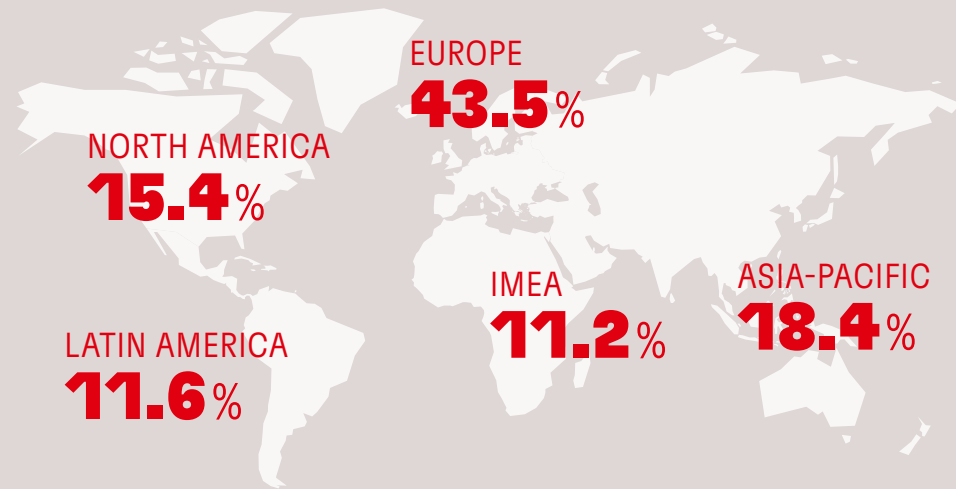 EUROPE
43.5%
NORTH AMERICA
15.4%
IMEA
11.2%
ASIA-PACIFIC
18.4%
LATIN AMERICA
11.6%